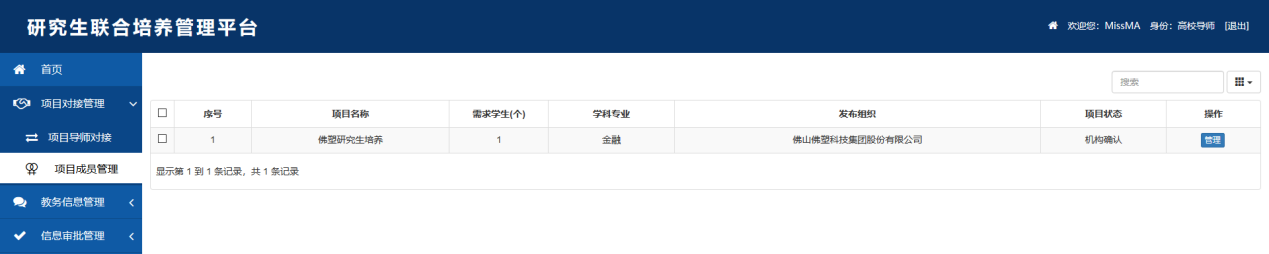 研究生联合培养管理平台
欢迎您：MissMA 身份：高校导师 [退出]
首页
项目对接管理
项目导师对接
项目成员管理
教务信息管理
信息审批管理
搜索
序号 项目名称 需求学生(个) 学科专业 发布组织 项目状态 操作
1 佛塑研究生培养 1 金融 佛山佛塑科技集团股份有限公司 机构确认 管理
显示第 1 到 1 条记录，共 1 条记录